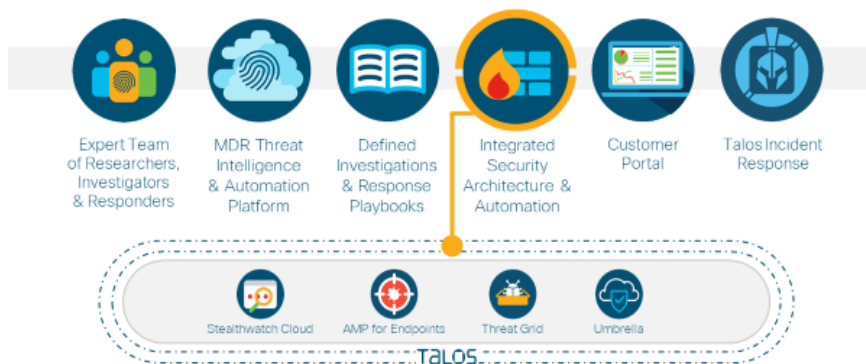 Expert Team
of Researchers,
Investigators
& Responders
MDR Threat
Intelligence
& Automation
Platform
Defined
Investigations
& Response
Playbooks
Integrated
Security
Architecture &
Automation
Customer
Portal
Talos Incident
Response
Stealthwatch Cloud
AMP for Endpoints
Threat Grid
Umbrella
TALOS